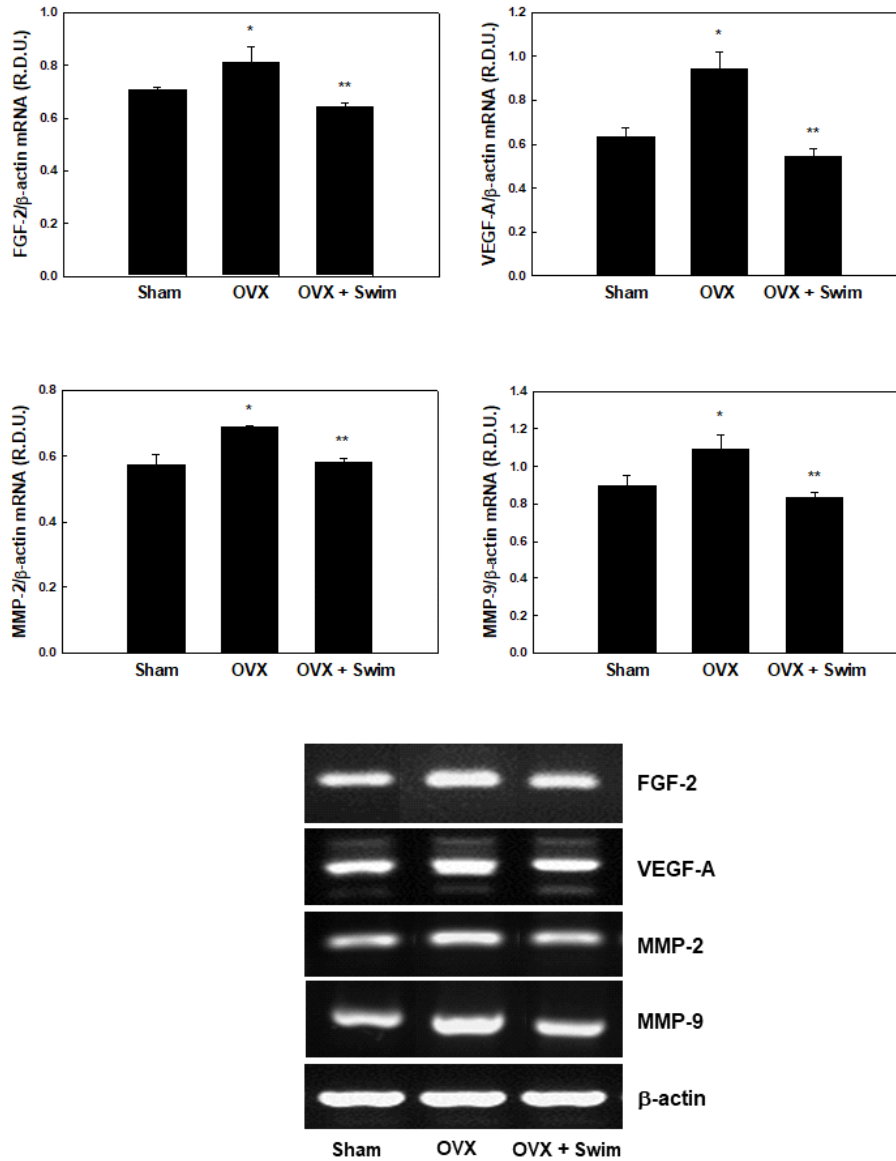 FGF-2/β-actin mRNA (R.D.U.)
1.0
0.8
0.6
0.4
0.2
0.0
*
**
Sham OVX OVX + Swim
VEGF-A/β-actin mRNA (R.D.U.)
1.2
1.0
0.8
0.6
0.4
0.2
0.0
*
**
Sham OVX OVX + Swim
MMP-2/β-actin mRNA (R.D.U.)
0.8
0.6
0.4
0.2
0.0
*
**
Sham OVX OVX + Swim
MMP-9/β-actin mRNA (R.D.U.)
1.4
1.2
1.0
0.8
0.6
0.4
0.2
0.0
*
**
Sham OVX OVX + Swim
FGF-2
VEGF-A
MMP-2
MMP-9
β-actin
Sham OVX OVX + Swim